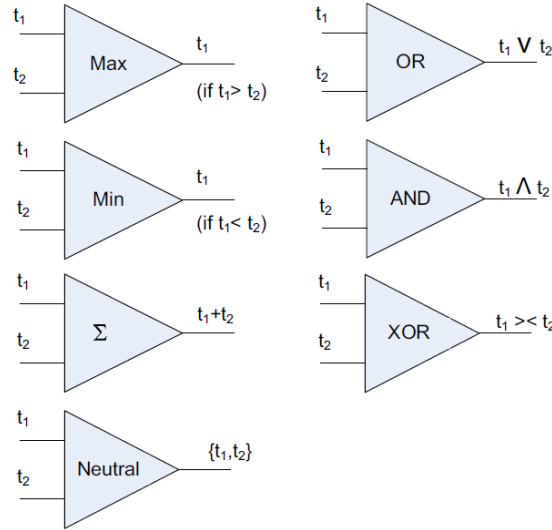 t₁
Max
t₁
t₂
(if t₁> t₂)
t₁
OR
t₁ V t₂
t₂
t₁
Min
t₁
t₂
(if t₁< t₂)
t₁
AND
t₁ Λ t₂
t₂
t₁
Σ
t₁+t₂
t₂
t₁
XOR
t₁ >< t₂
t₂
t₁
Neutral
{t₁,t₂}
t₂